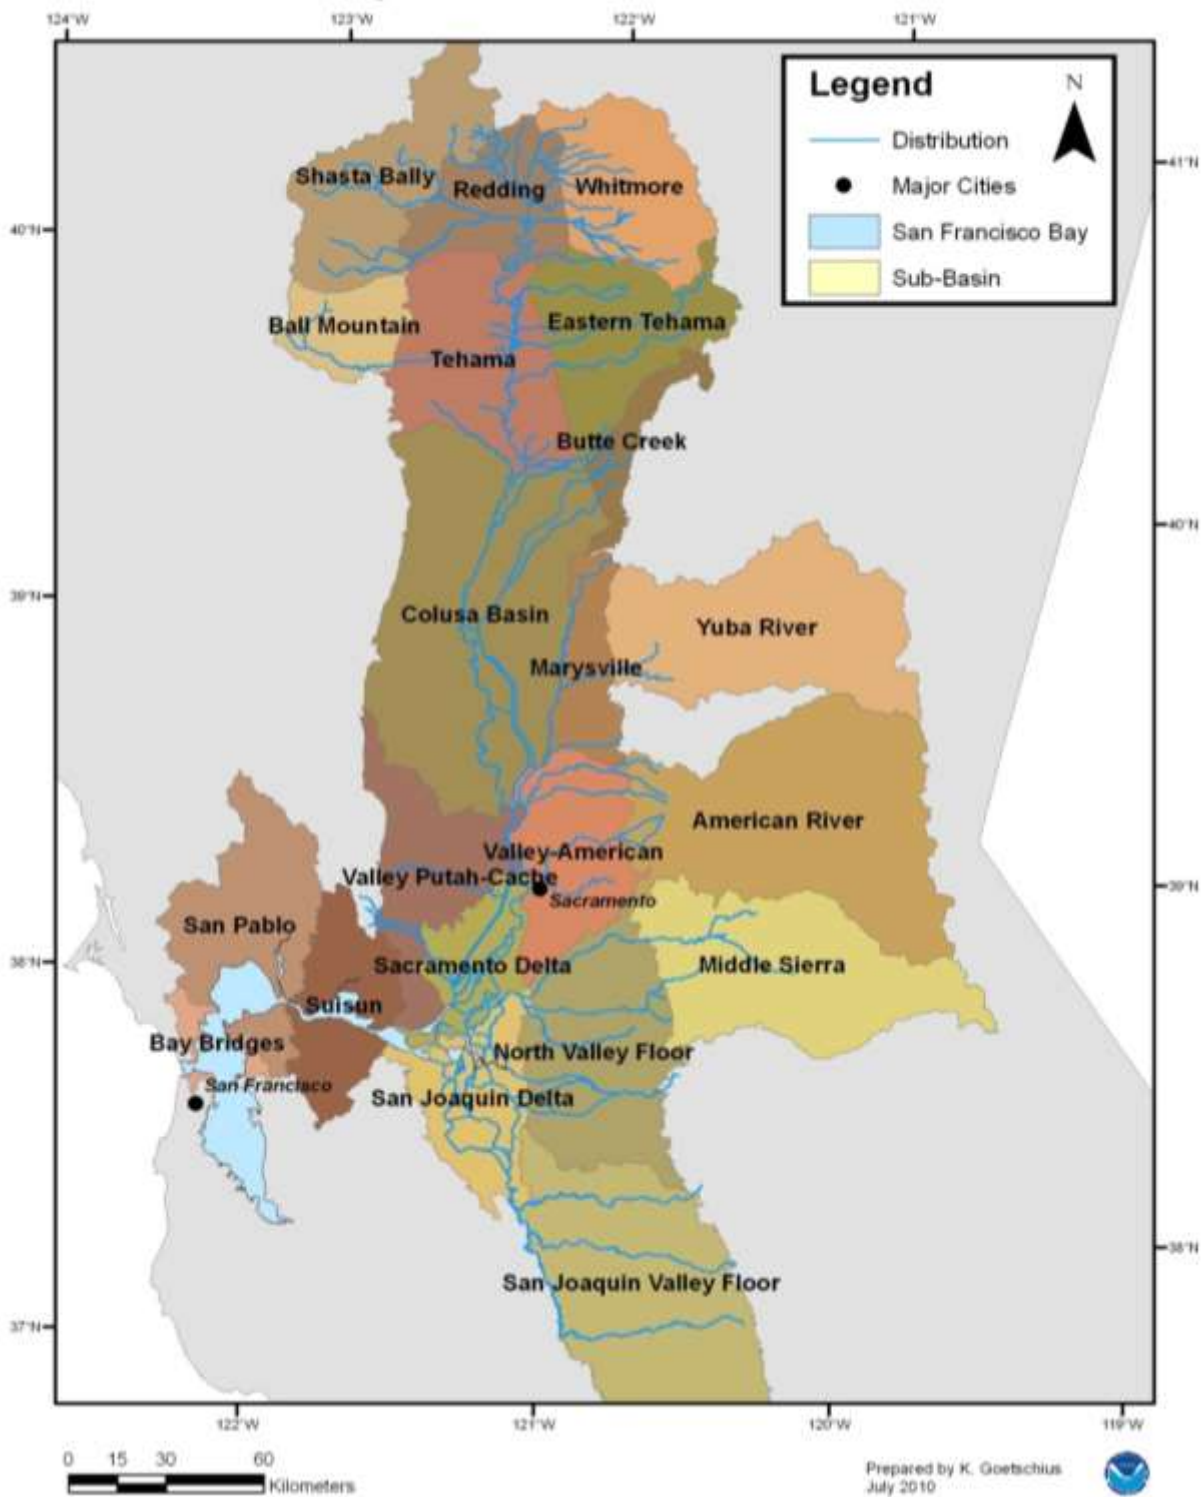 124°W
123°W
122°W
121°W
Legend
N
Distribution
Major Cities
San Francisco Bay
Sub-Basin
41°N
40°N
Shasta Bally
Redding
Whitmore
Ball Mountain
Eastern Tehama
Tehama
Butte Creek
40°N
39°N
Colusa Basin
Yuba River
Marysville
American River
Valley-American
Valley Putah-Cache
Sacramento
39°N
San Pablo
38°N
Sacramento Delta
Middle Sierra
Suisun
Bay Bridges
North Valley Floor
San Francisco
San Joaquin Delta
38°N
San Joaquin Valley Floor
37°N
122°W
121°W
120°W
119°W
0 15 30 60
Kilometers
Prepared by K. Goetschius
July 2010